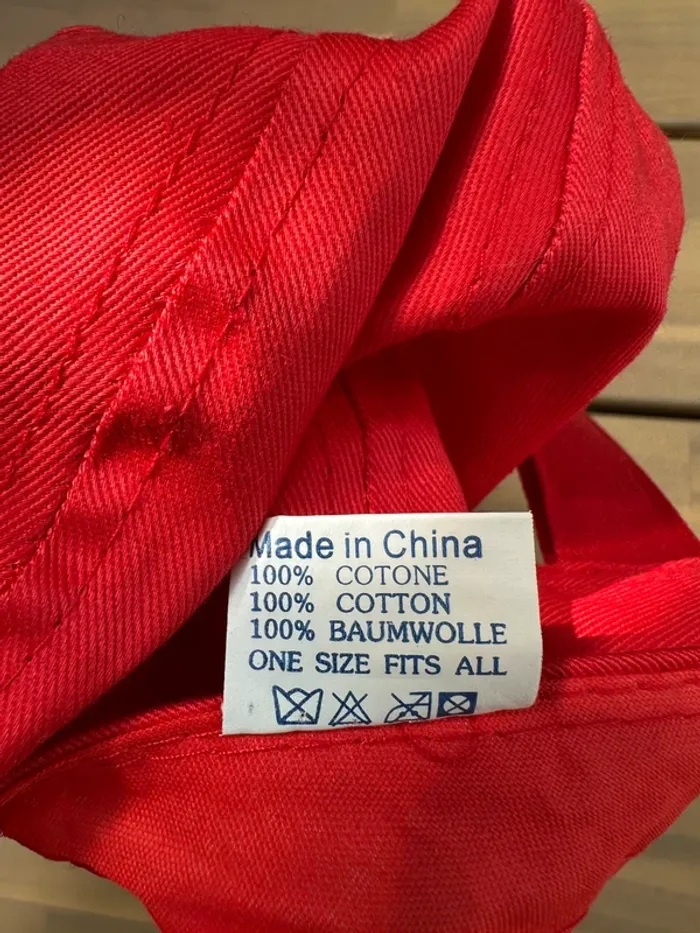 Made in China
100% COTONE
100% COTTON
100% BAUMWOLLE
ONE SIZE FITS ALL